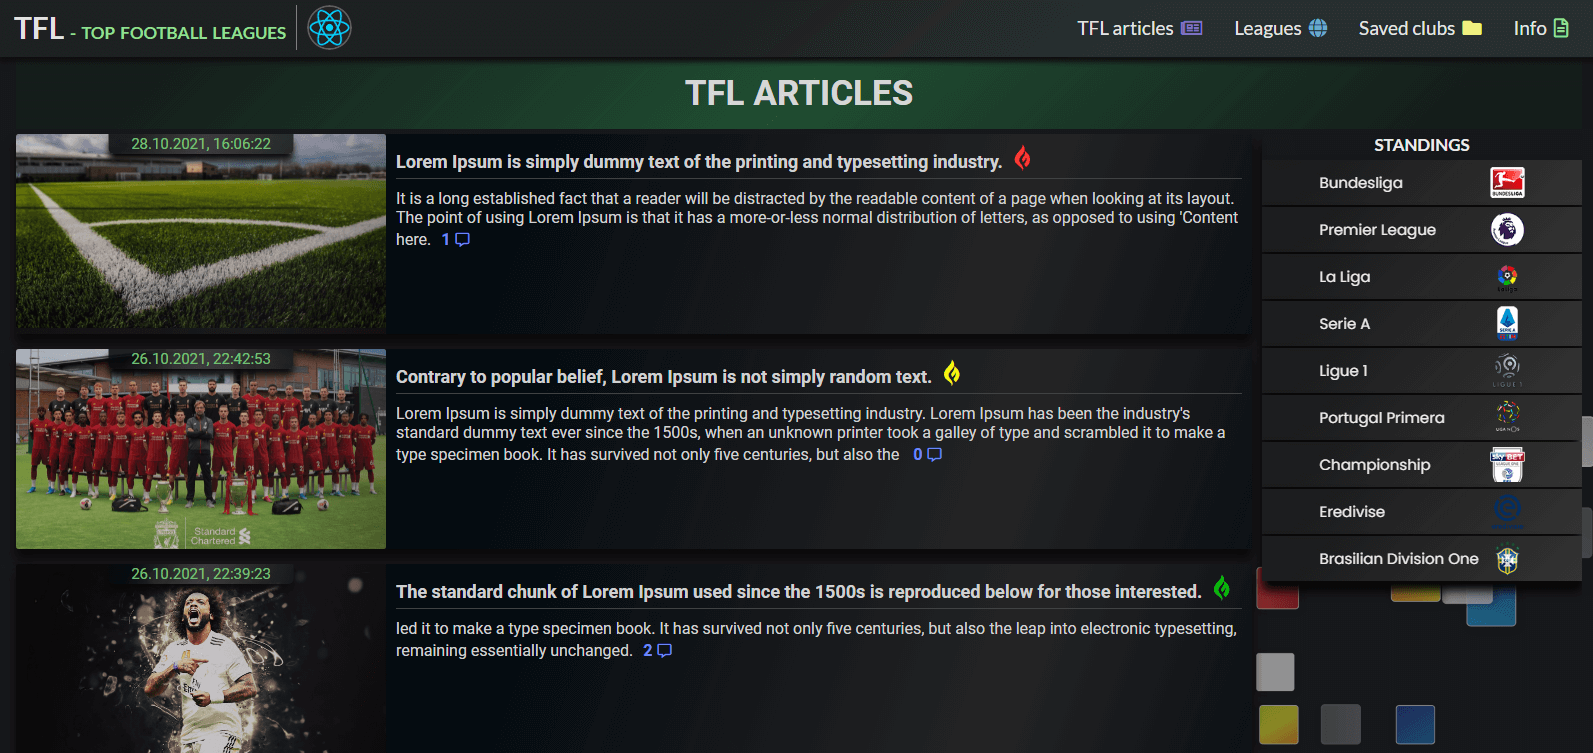 TFL - TOP FOOTBALL LEAGUES
TFL articles
Leagues
Saved clubs
Info
TFL ARTICLES
28.10.2021, 16:06:22
Lorem Ipsum is simply dummy text of the printing and typesetting industry.
It is a long established fact that a reader will be distracted by the readable content of a page when looking at its layout.
The point of using Lorem Ipsum is that it has a more-or-less normal distribution of letters, as opposed to using 'Content
here. 1
26.10.2021, 22:42:53
Contrary to popular belief, Lorem Ipsum is not simply random text.
Lorem Ipsum is simply dummy text of the printing and typesetting industry. Lorem Ipsum has been the industry's
standard dummy text ever since the 1500s, when an unknown printer took a galley of type and scrambled it to make a
type specimen book. It has survived not only five centuries, but also the 0
Standard
Chartered
26.10.2021, 22:39:23
The standard chunk of Lorem Ipsum used since the 1500s is reproduced below for those interested.
led it to make a type specimen book. It has survived not only five centuries, but also the leap into electronic typesetting,
remaining essentially unchanged. 2
STANDINGS
Bundesliga
BUNDESLIGA
Premier League
La Liga
Serie A
SERIE A
Ligue 1
LIGUE 1
Portugal Primera
LIGA NOS
Championship
sky BET
Eredivise
Brasilian Division One